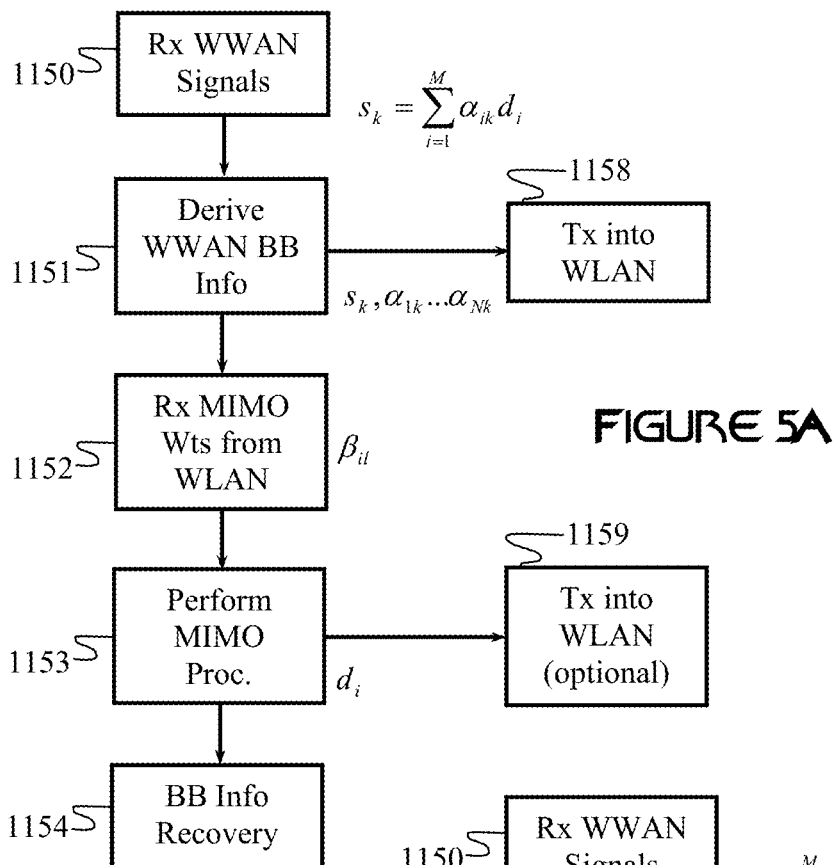 1150
Rx WWAN
Signals
s_k = \sum_{i=1}^{M} α_{ik} d_i
1151
Derive
WWAN BB
Info
1158
Tx into
WLAN
s_k, α_{1k}...α_{Nk}
1152
Rx MIMO
Wts from
WLAN
β_{il}
FIGURE 5A
1153
Perform
MIMO
Proc.
d_i
1159
Tx into
WLAN
(optional)
1154
BB Info
Recovery
1150
Rx WWAN
Signals
M